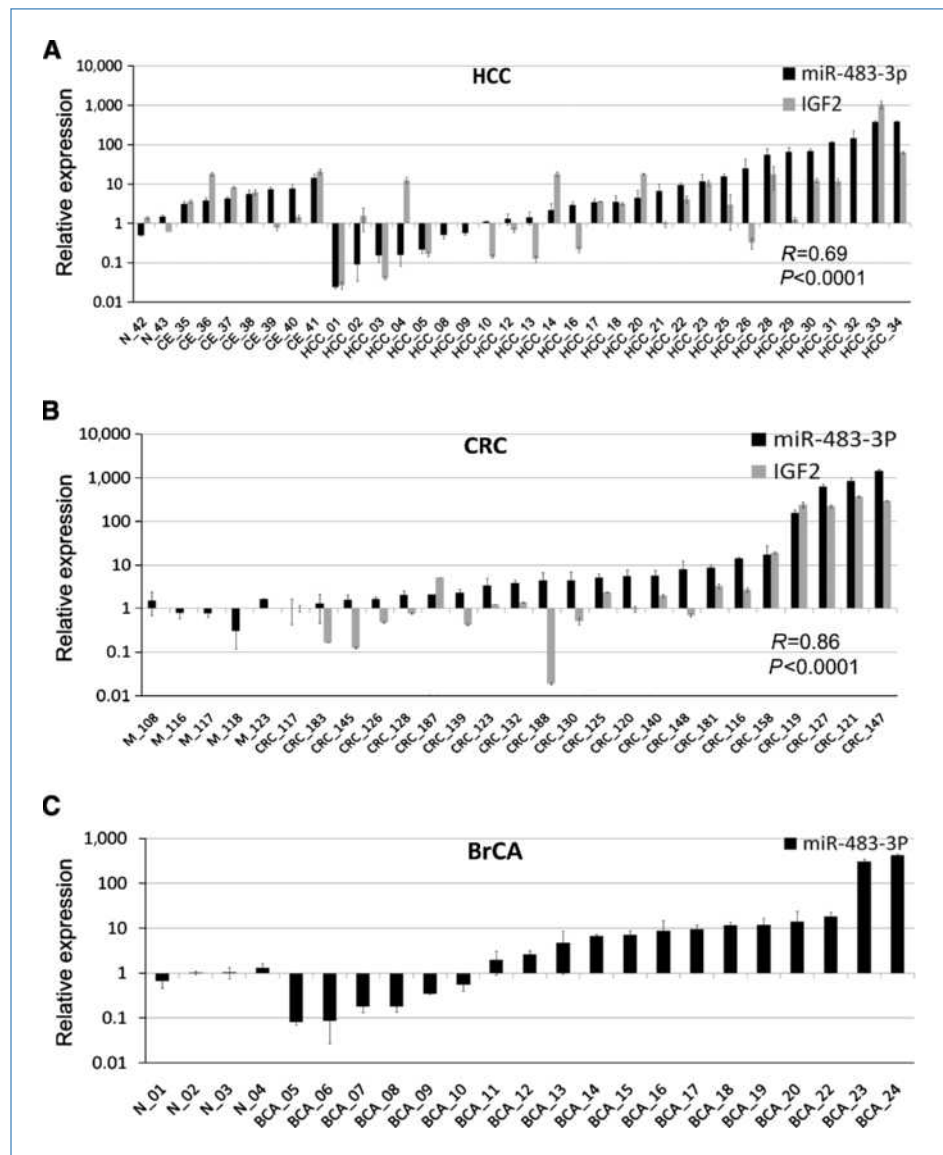 A
HCC
miR-483-3p
IGF2
Relative expression
10,000
1,000
100
10
1
0.1
0.01
R=0.69
P<0.0001
N_42 N_43 CE_35 CE_36 CE_37 CE_38 CE_39 CE_40 CE_41 HCC_01 HCC_02 HCC_03 HCC_04 HCC_05 HCC_08 HCC_09 HCC_10 HCC_12 HCC_13 HCC_14 HCC_16 HCC_17 HCC_18 HCC_20 HCC_21 HCC_22 HCC_23 HCC_25 HCC_26 HCC_28 HCC_29 HCC_30 HCC_31 HCC_32 HCC_33 HCC_34
B
CRC
miR-483-3P
IGF2
Relative expression
10,000
1,000
100
10
1
0.1
0.01
R=0.86
P<0.0001
M_108 M_116 M_117 M_118 M_123 CRC_117 CRC_183 CRC_145 CRC_126 CRC_128 CRC_187 CRC_139 CRC_123 CRC_132 CRC_188 CRC_130 CRC_125 CRC_120 CRC_140 CRC_148 CRC_181 CRC_116 CRC_158 CRC_119 CRC_127 CRC_121 CRC_147
C
BrCA
miR-483-3P
Relative expression
1,000
100
10
1
0.1
0.01
N_01 N_02 N_03 N_04 BCA_05 BCA_06 BCA_07 BCA_08 BCA_09 BCA_10 BCA_11 BCA_12 BCA_13 BCA_14 BCA_15 BCA_16 BCA_17 BCA_18 BCA_19 BCA_20 BCA_22 BCA_23 BCA_24